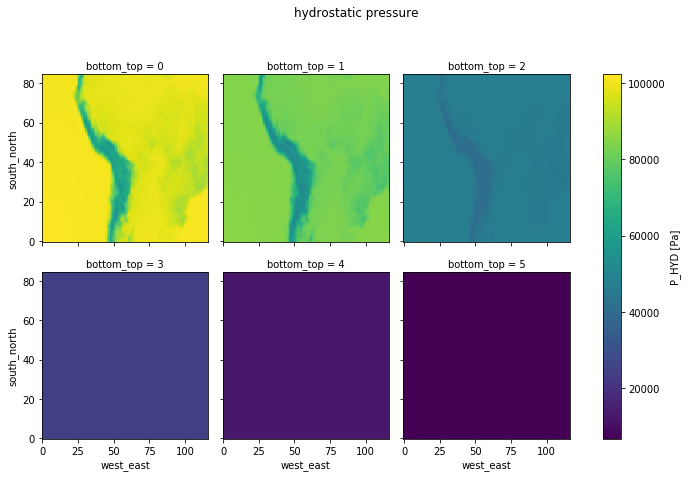 hydrostatic pressure
bottom_top = 0
bottom_top = 1
bottom_top = 2
80
60
40
20
0
south_north
bottom_top = 3
bottom_top = 4
bottom_top = 5
80
60
40
20
0
south_north
0 25 50 75 100
0 25 50 75 100
0 25 50 75 100
west_east
west_east
west_east
100000
80000
60000
40000
20000
P_HYD [Pa]